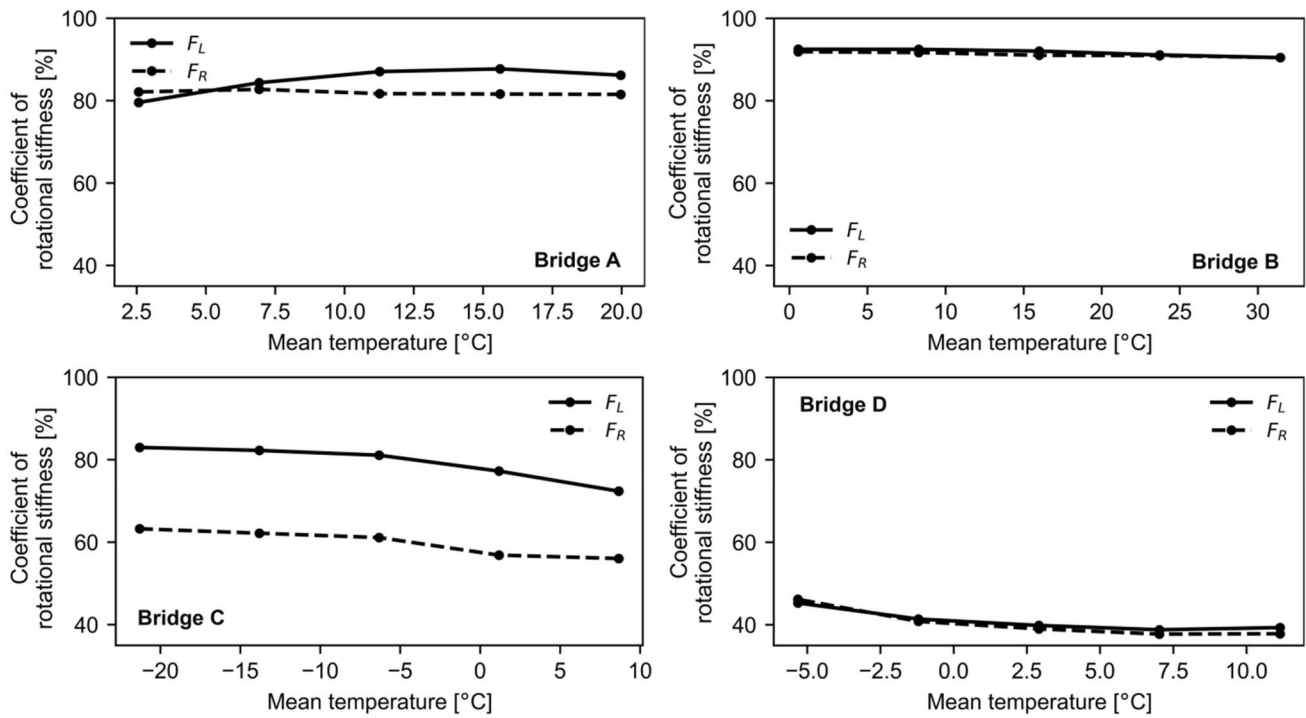 Coefficient of
rotational stiffness [%]
100
80
60
40
F_L
F_R
Bridge A
2.5 5.0 7.5 10.0 12.5 15.0 17.5 20.0
Mean temperature [°C]
Coefficient of
rotational stiffness [%]
100
80
60
40
F_L
F_R
Bridge B
0 5 10 15 20 25 30
Mean temperature [°C]
Coefficient of
rotational stiffness [%]
100
80
60
40
F_L
F_R
Bridge C
−20 −15 −10 −5 0 5 10
Mean temperature [°C]
Coefficient of
rotational stiffness [%]
100
80
60
40
Bridge D
F_L
F_R
−5.0 −2.5 0.0 2.5 5.0 7.5 10.0
Mean temperature [°C]